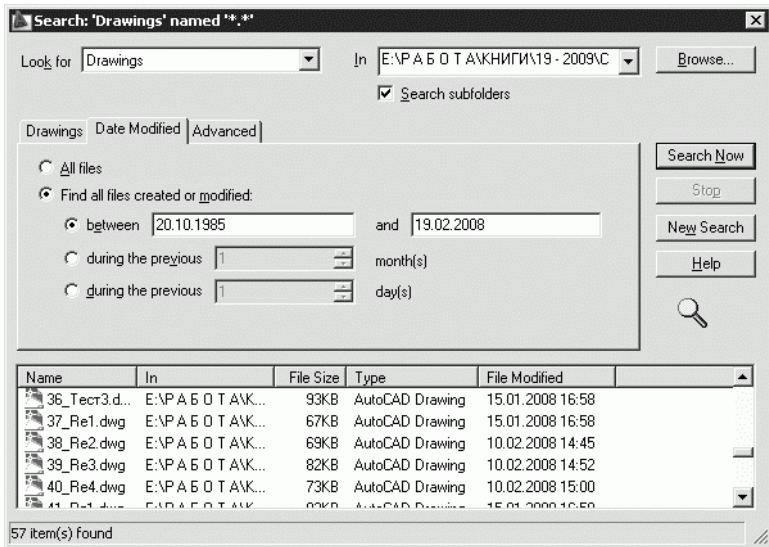 Search: 'Drawings' named '*.*'
Look for Drawings In E:\Р А Б О Т А\КНИГИ\19 - 2009\С Browse...
Search subfolders
Drawings Date Modified Advanced
All files Search Now
Find all files created or modified: Stop
between 20.10.1985 and 19.02.2008 New Search
during the previous 1 month(s) Help
during the previous 1 day(s)
Name In File Size Type File Modified
36_Тест3.d... E:\Р А Б О Т А\К... 93KB AutoCAD Drawing 15.01.2008 16:58
37_Re1.dwg E:\Р А Б О Т А\К... 67KB AutoCAD Drawing 15.01.2008 16:58
38_Re2.dwg E:\Р А Б О Т А\К... 69KB AutoCAD Drawing 10.02.2008 14:45
39_Re3.dwg E:\Р А Б О Т А\К... 82KB AutoCAD Drawing 10.02.2008 14:52
40_Re4.dwg E:\Р А Б О Т А\К... 73KB AutoCAD Drawing 10.02.2008 15:00
57 item(s) found